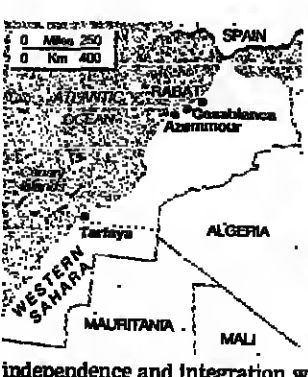 0 Miles 250
0 Km 400
SPAIN
ATLANTIC
OCEAN
RABAT
Casablanca
Azemmour
Canary
Islands
Tarfaya
ALGERIA
WESTERN
SAHARA
MAURITANIA
MALI
independence and integration